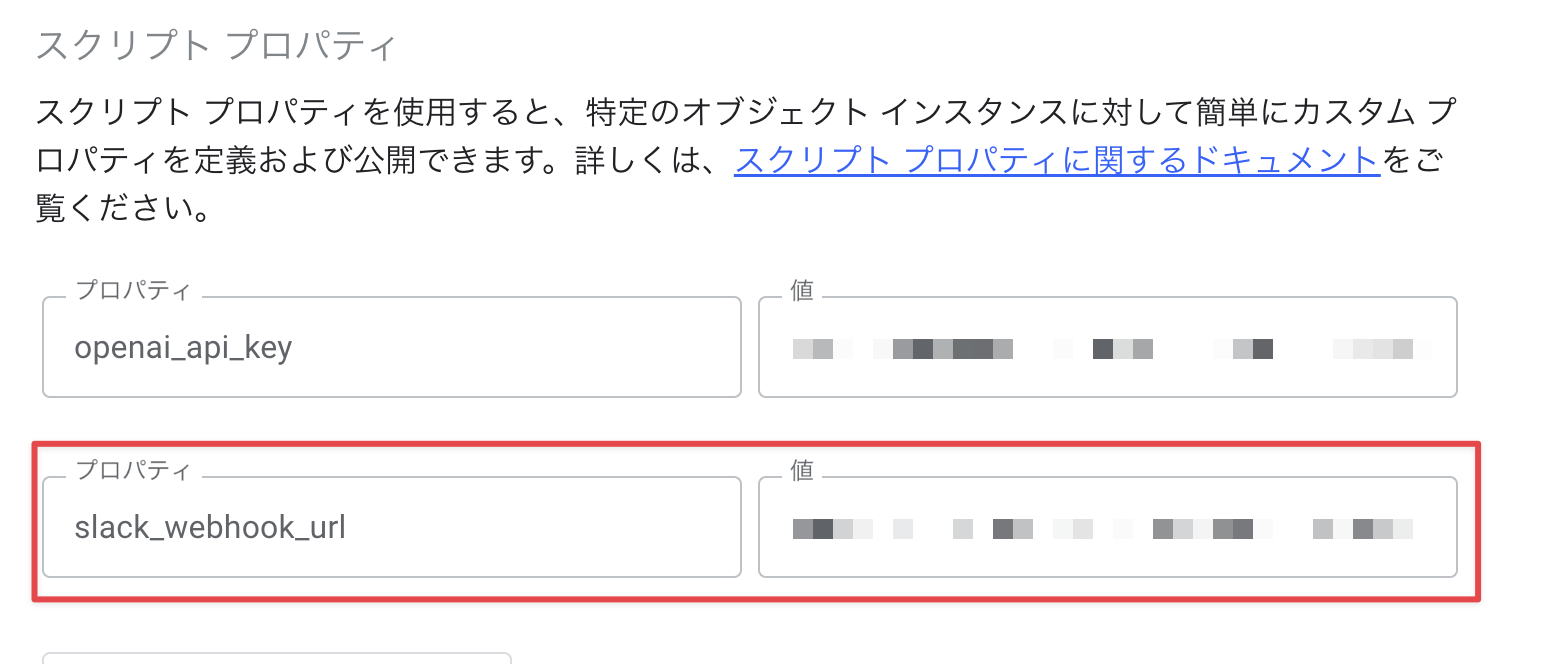 スクリプト プロパティ
スクリプト プロパティを使用すると、特定のオブジェクト インスタンスに対して簡単にカスタム プ
ロパティを定義および公開できます。詳しくは、スクリプト プロパティに関するドキュメントをご
覧ください。
プロパティ
値
openai_api_key
プロパティ
値
slack_webhook_url